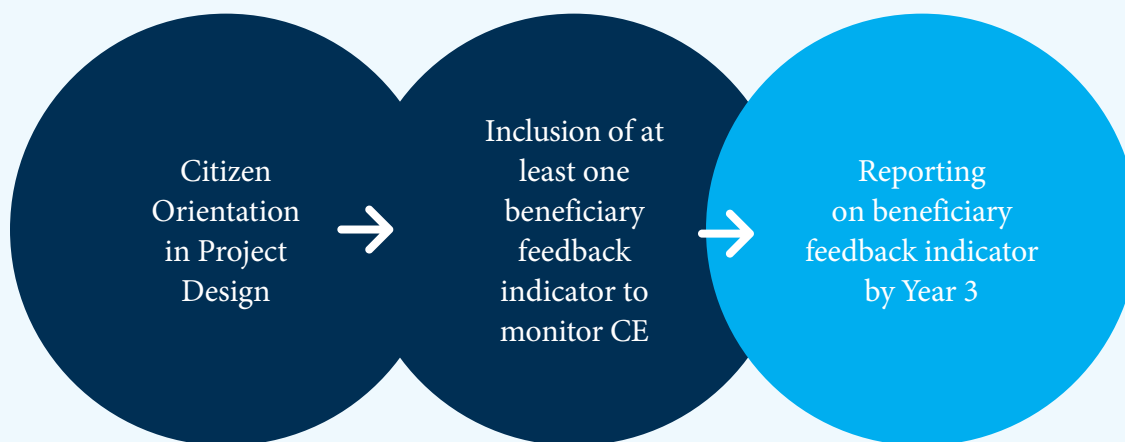 Citizen
Orientation
in Project
Design
Inclusion of at
least one
beneficiary
feedback
indicator to
monitor CE
Reporting
on beneficiary
feedback indicator
by Year 3